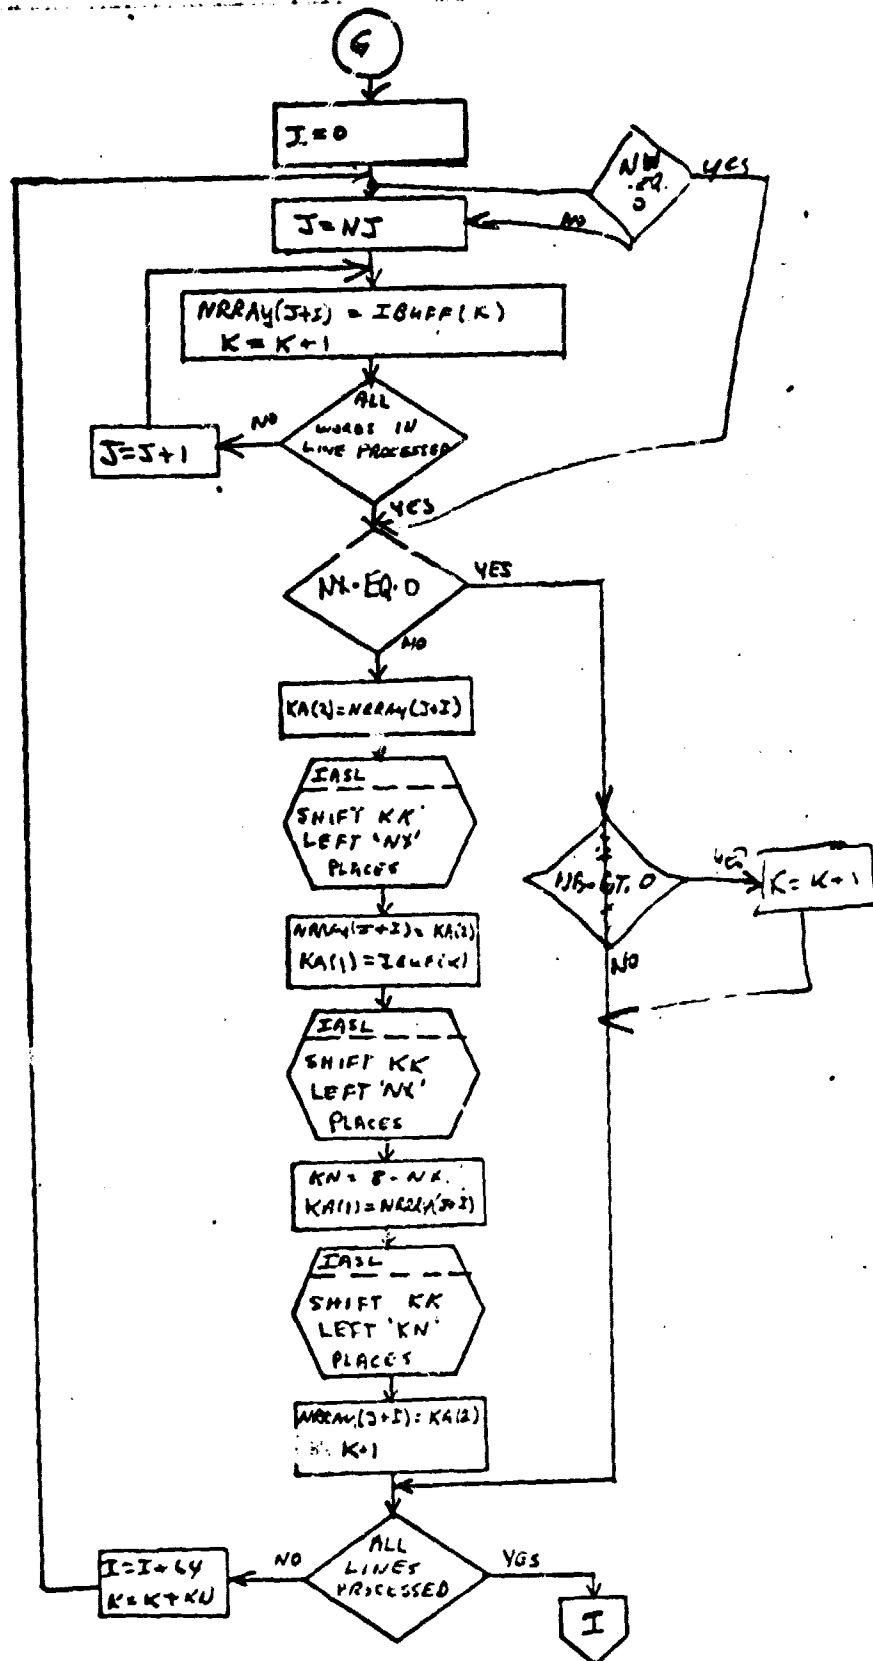 G
I = 0
NW
.EQ.
0
YES
NO
J = NJ
NRRAY(J+I) = IBUFF(K)
K = K+1
ALL
WORDS IN
LINE PROCESSED
NO
J=J+1
YES
NX.EQ.0
YES
NO
KA(2)=NRRAY(J+I)
IASL
SHIFT KK
LEFT 'NX'
PLACES
NRRAY(J+I)=KA(2)
KA(1)=IBUF(K)
NB.GT.0
YES
K = K+1
NO
IASL
SHIFT KK
LEFT 'NX'
PLACES
KN = 8-NX
KA(1)=NRRAY(J+I)
IASL
SHIFT KK
LEFT 'KN'
PLACES
NRRAY(J+I)=KA(2)
K+1
ALL
LINES
PROCESSED
NO
I=I+64
K=K+KN
YES
I